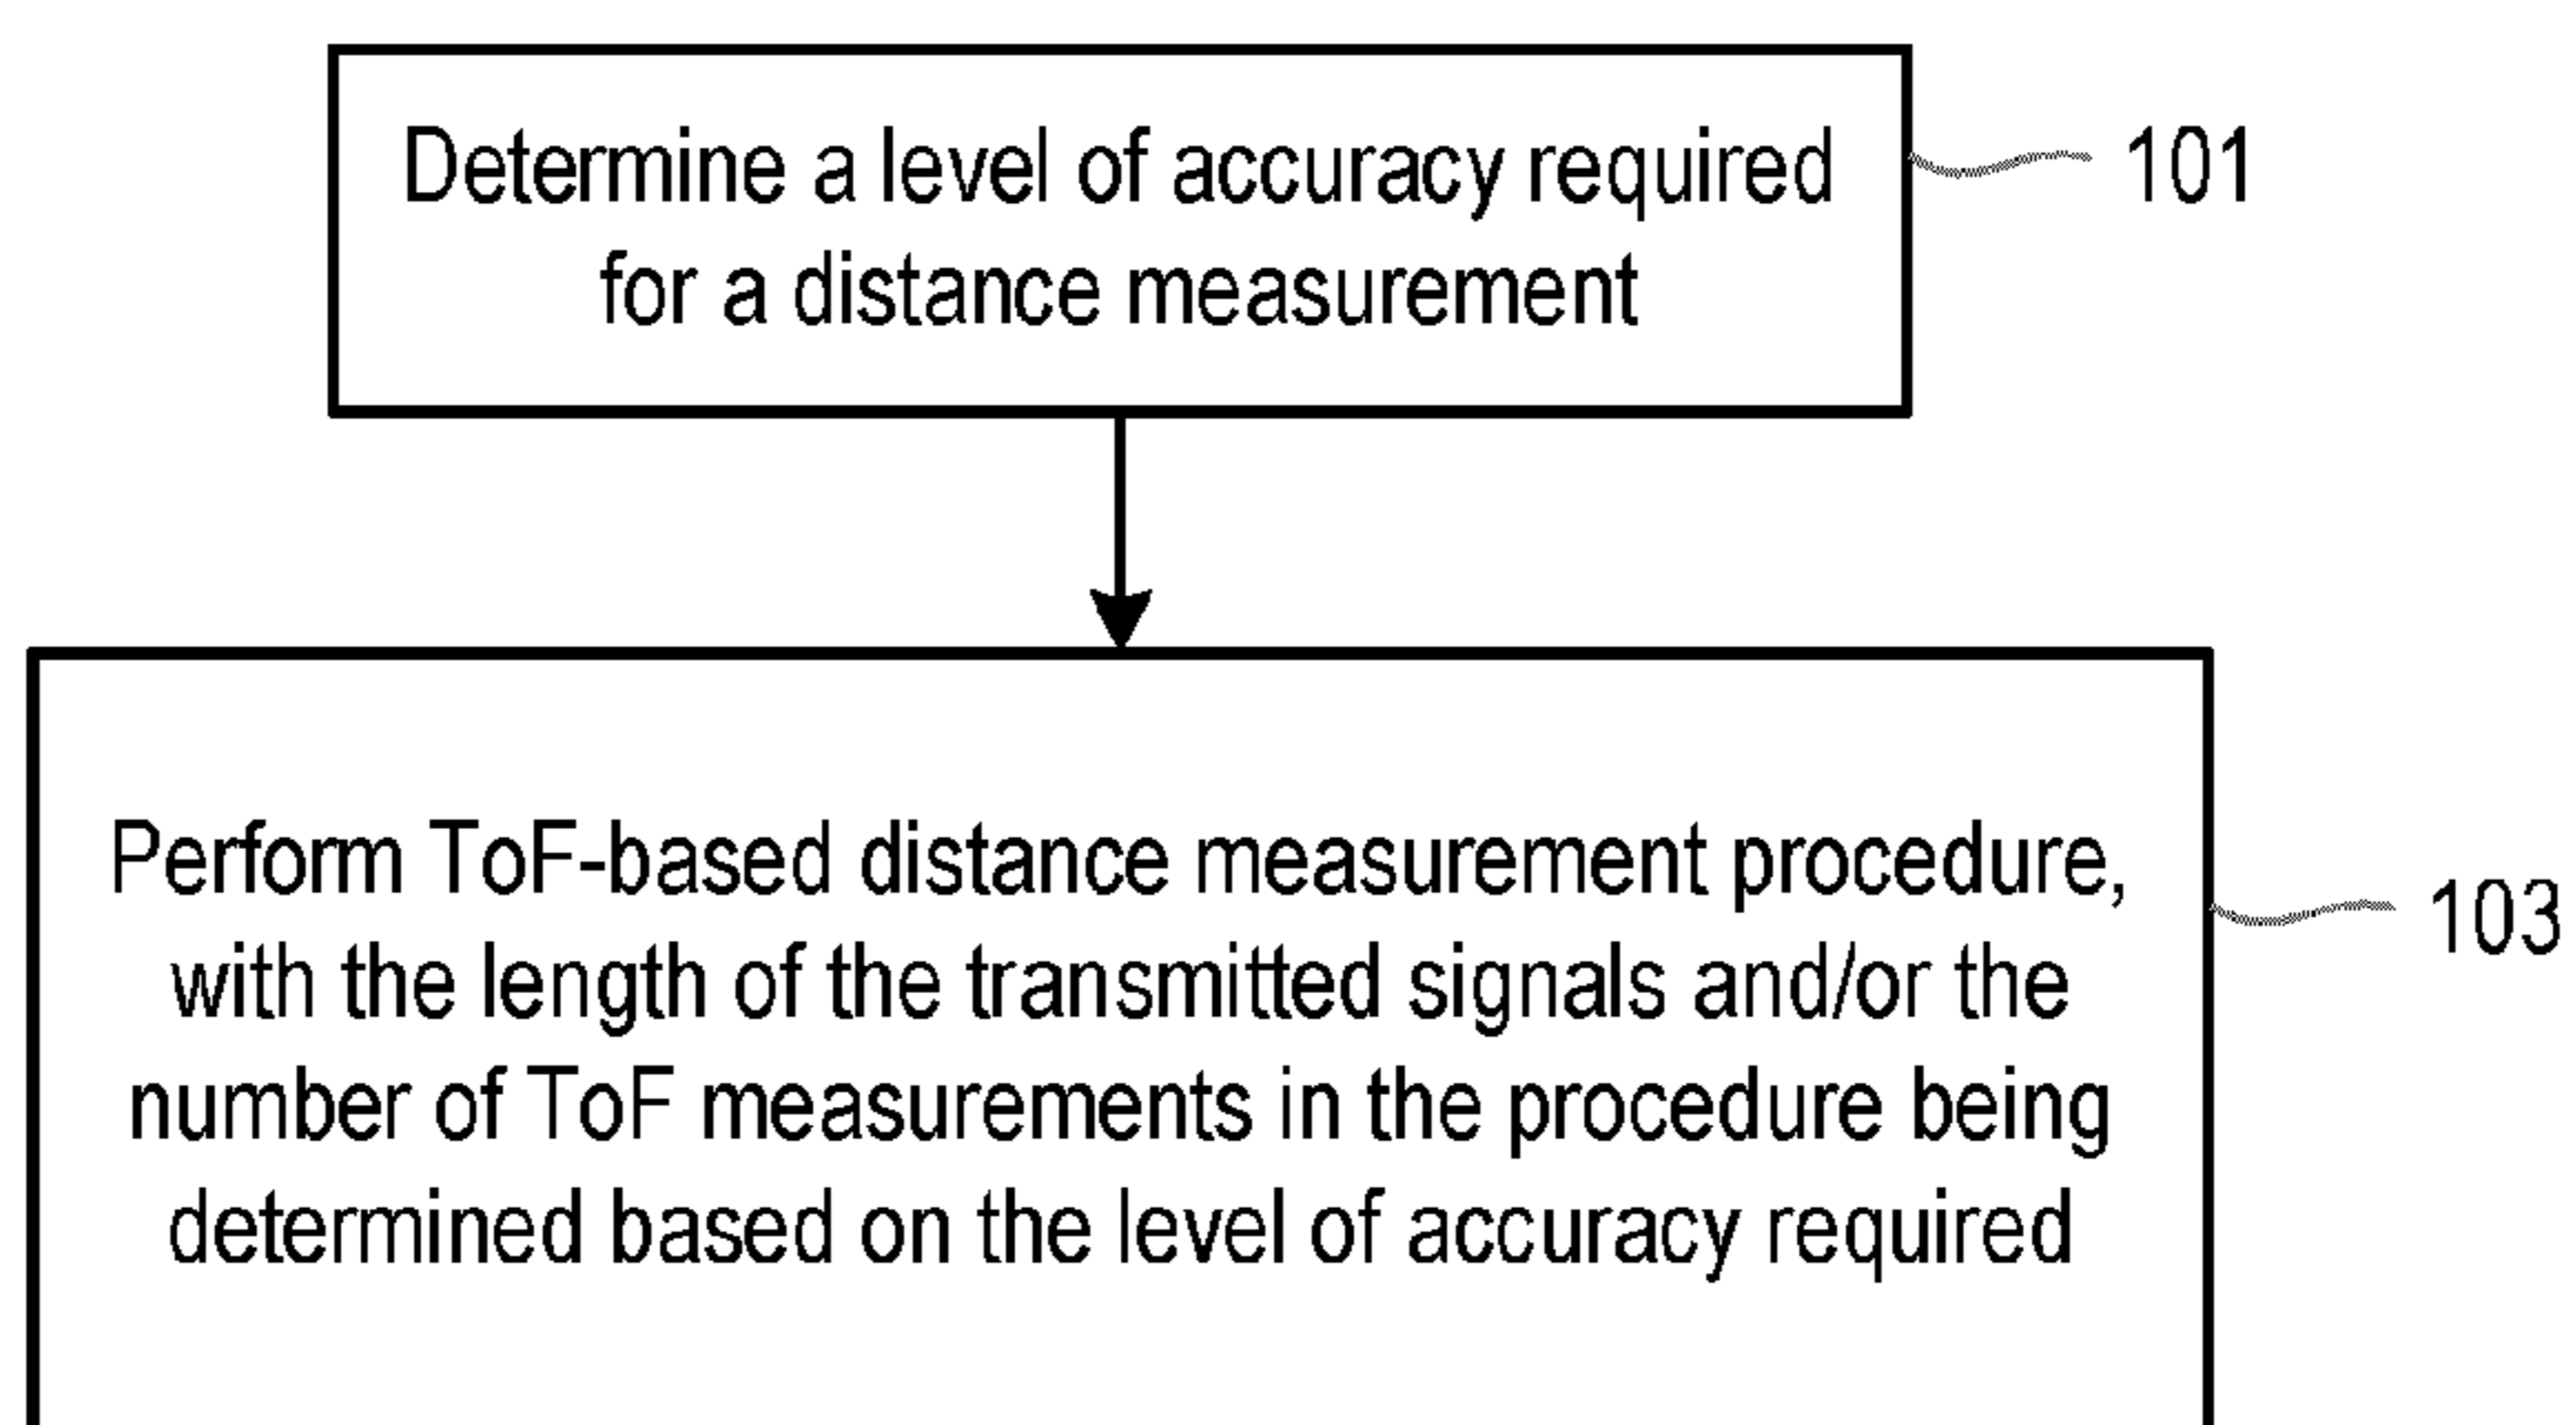 Determine a level of accuracy required
for a distance measurement
101
Perform ToF-based distance measurement procedure,
with the length of the transmitted signals and/or the
number of ToF measurements in the procedure being
determined based on the level of accuracy required
103